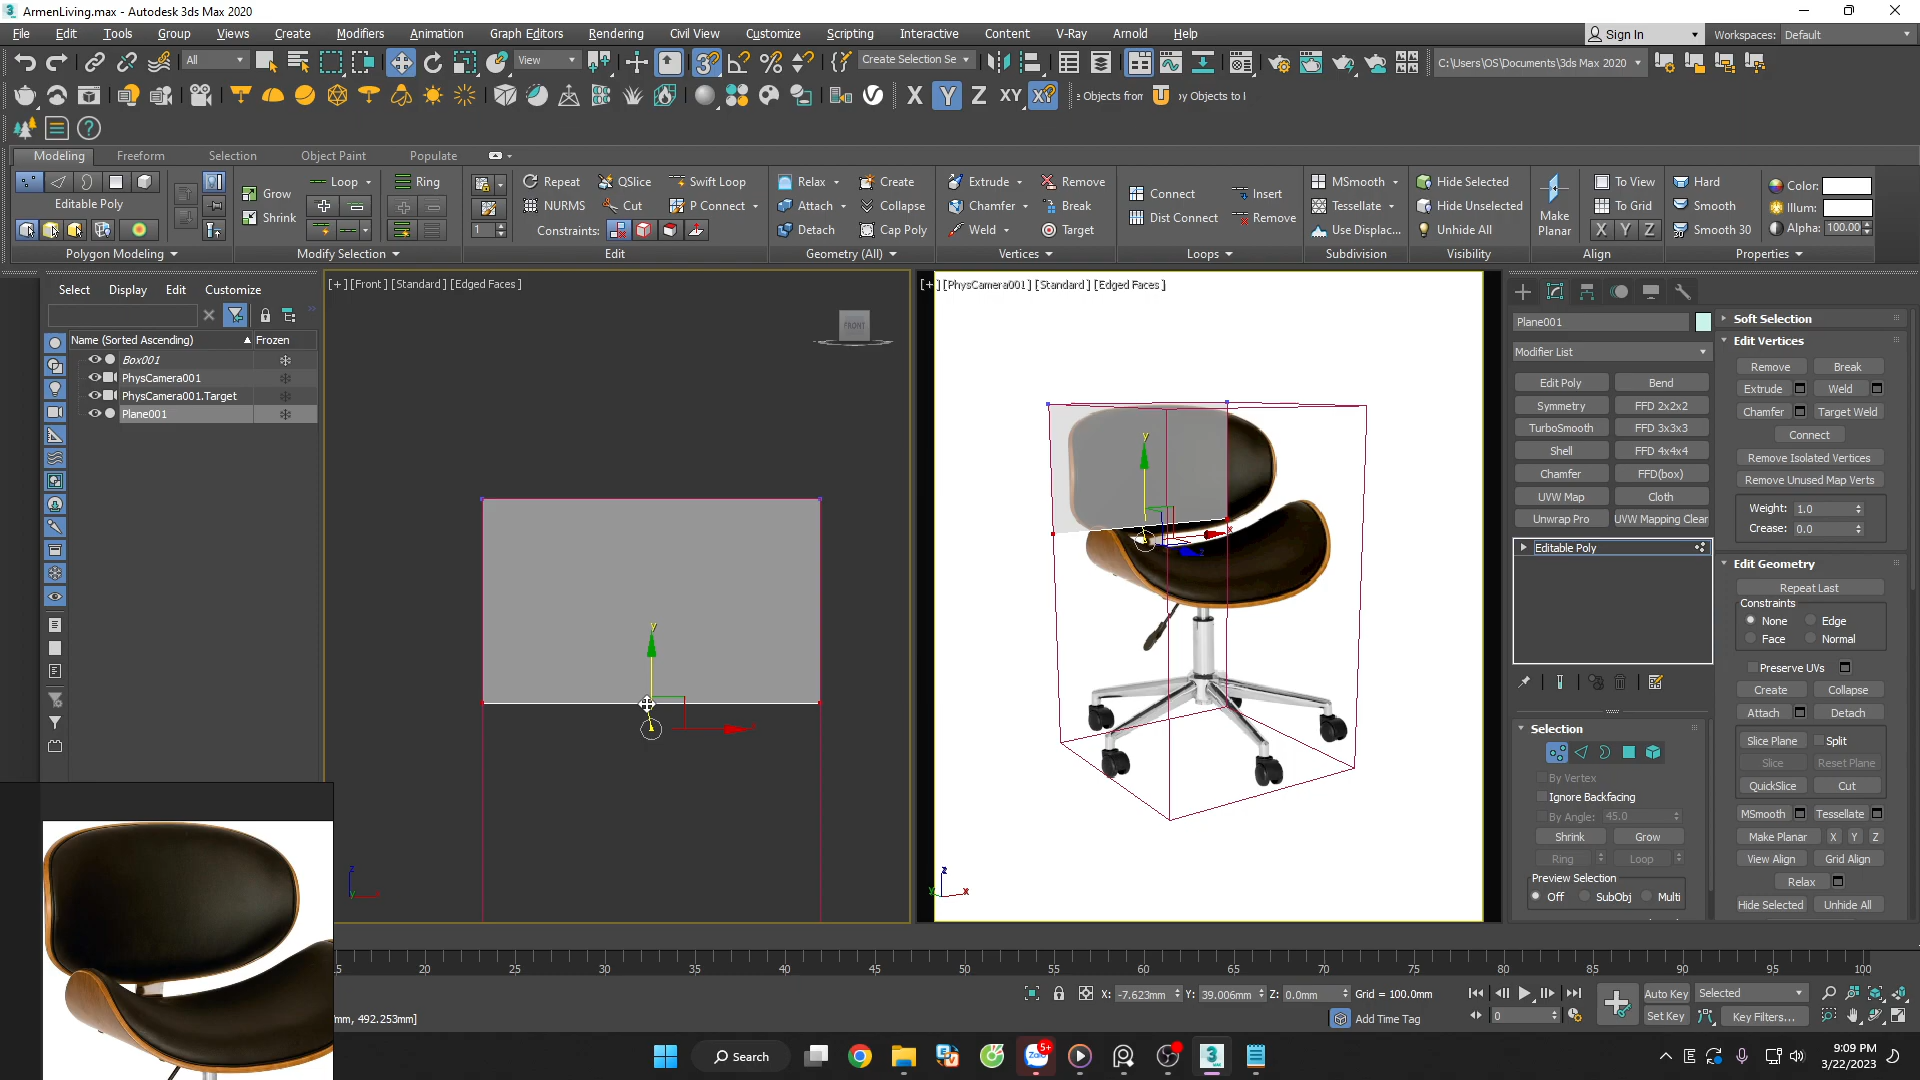 ArmenLiving.max - Autodesk 3ds Max 2020
File Edit Tools Group Views Create Modifiers Animation Graph Editors Rendering Civil View Customize Scripting Interactive Content V-Ray Arnold Help
Sign In Workspaces: Default
All View Create Selection Se C:\Users\OS\Documents\3ds Max 2020
X Y Z XY XY e Objects from by Objects to l
Modeling Freeform Selection Object Paint Populate
Loop Ring Repeat QSlice Swift Loop Relax Create Extrude Remove MSmooth Hide Selected To View Hard Color:
Grow Connect Insert
Edit Poly NURMS Cut P Connect Attach Collapse Chamfer Break Tessellate Hide Unselected To Grid Smooth Illum:
Shrink Dist Connect Remove Make Planar
1 Constraints: Detach Cap Poly Weld Target Use Displac... Unhide All X Y Z Smooth 30 Alpha: 100.00
Polygon Modeling Modify Selection Edit Geometry (All) Vertices Loops Subdivision Visibility Align Properties
Select Display Edit Customize
Name (Sorted Ascending) Frozen
Box001
PhysCamera001
PhysCamera001.Target
Plane001
[+] [Front ] [Standard ] [Edged Faces ]
FRONT
[+] [PhysCamera001 ] [Standard ] [Edged Faces ]
Plane001
Modifier List
Edit Poly Bend
Symmetry FFD 2x2x2
TurboSmooth FFD 3x3x3
Shell FFD 4x4x4
Chamfer FFD(box)
UVW Map Cloth
Unwrap Pro UVW Mapping Clear
Editable Poly
Selection
By Vertex
Ignore Backfacing
By Angle: 45.0
Shrink Grow
Ring Loop
Preview Selection
Off SubObj Multi
Soft Selection
Edit Vertices
Remove Break
Extrude Weld
Chamfer Target Weld
Connect
Remove Isolated Vertices
Remove Unused Map Verts
Weight: 1.0
Crease: 0.0
Edit Geometry
Repeat Last
Constraints
None Edge
Face Normal
Preserve UVs
Create Collapse
Attach Detach
Slice Plane Split
Slice Reset Plane
QuickSlice Cut
MSmooth Tessellate
Make Planar X Y Z
View Align Grid Align
Relax
Hide Selected Unhide All
20 25 30 35 40 45 50 55 60 65 70 75 80 85 90 95 100
X: -7.623mm Y: 39.006mm Z: 0.0mm Grid = 100.0mm
mm, 492.253mm]
Add Time Tag
0
Auto Key Selected
Set Key Key Filters...
Search
5+
9:09 PM
3/22/2023